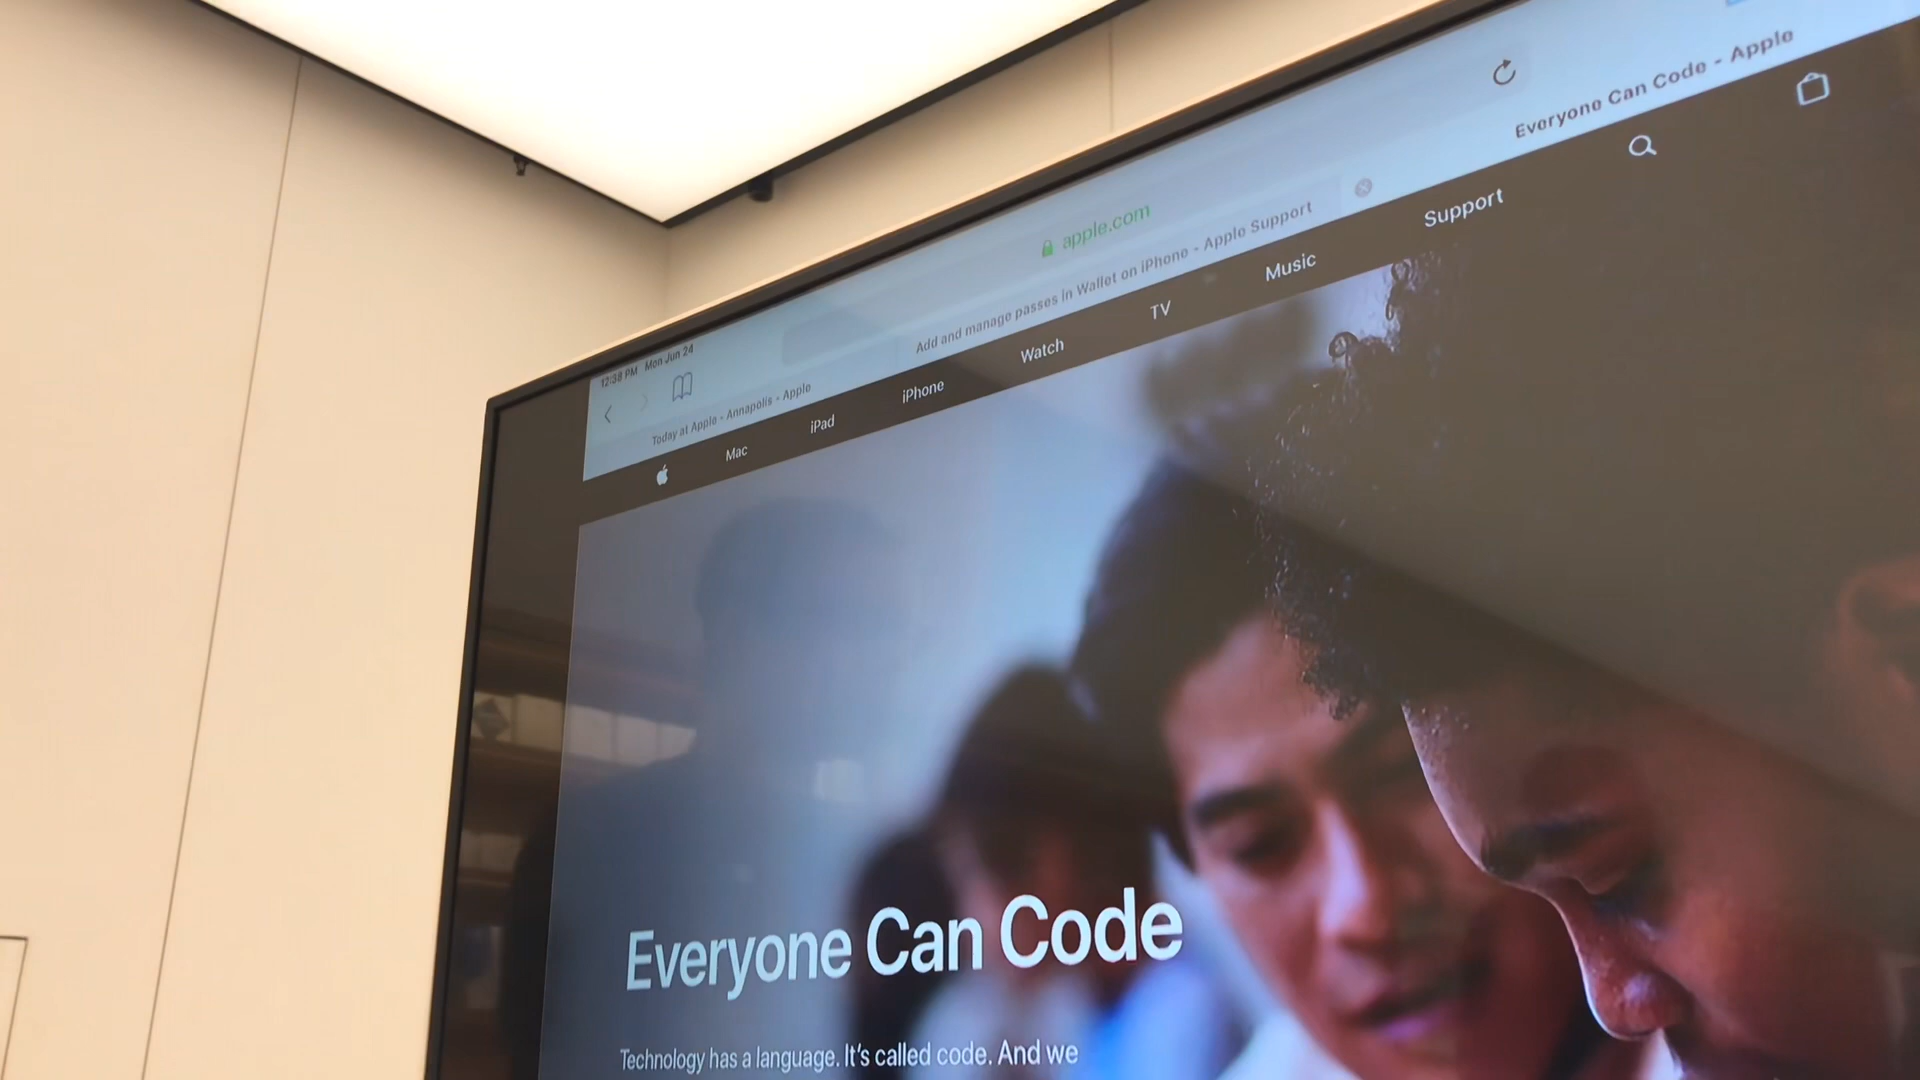 12:38 PM Mon Jun 24
apple.com
Today at Apple - Annapolis - Apple
Add and manage passes in Wallet on iPhone - Apple Support
Everyone Can Code - Apple
Mac iPad iPhone Watch TV Music Support
Everyone Can Code
Technology has a language. It's called code. And we